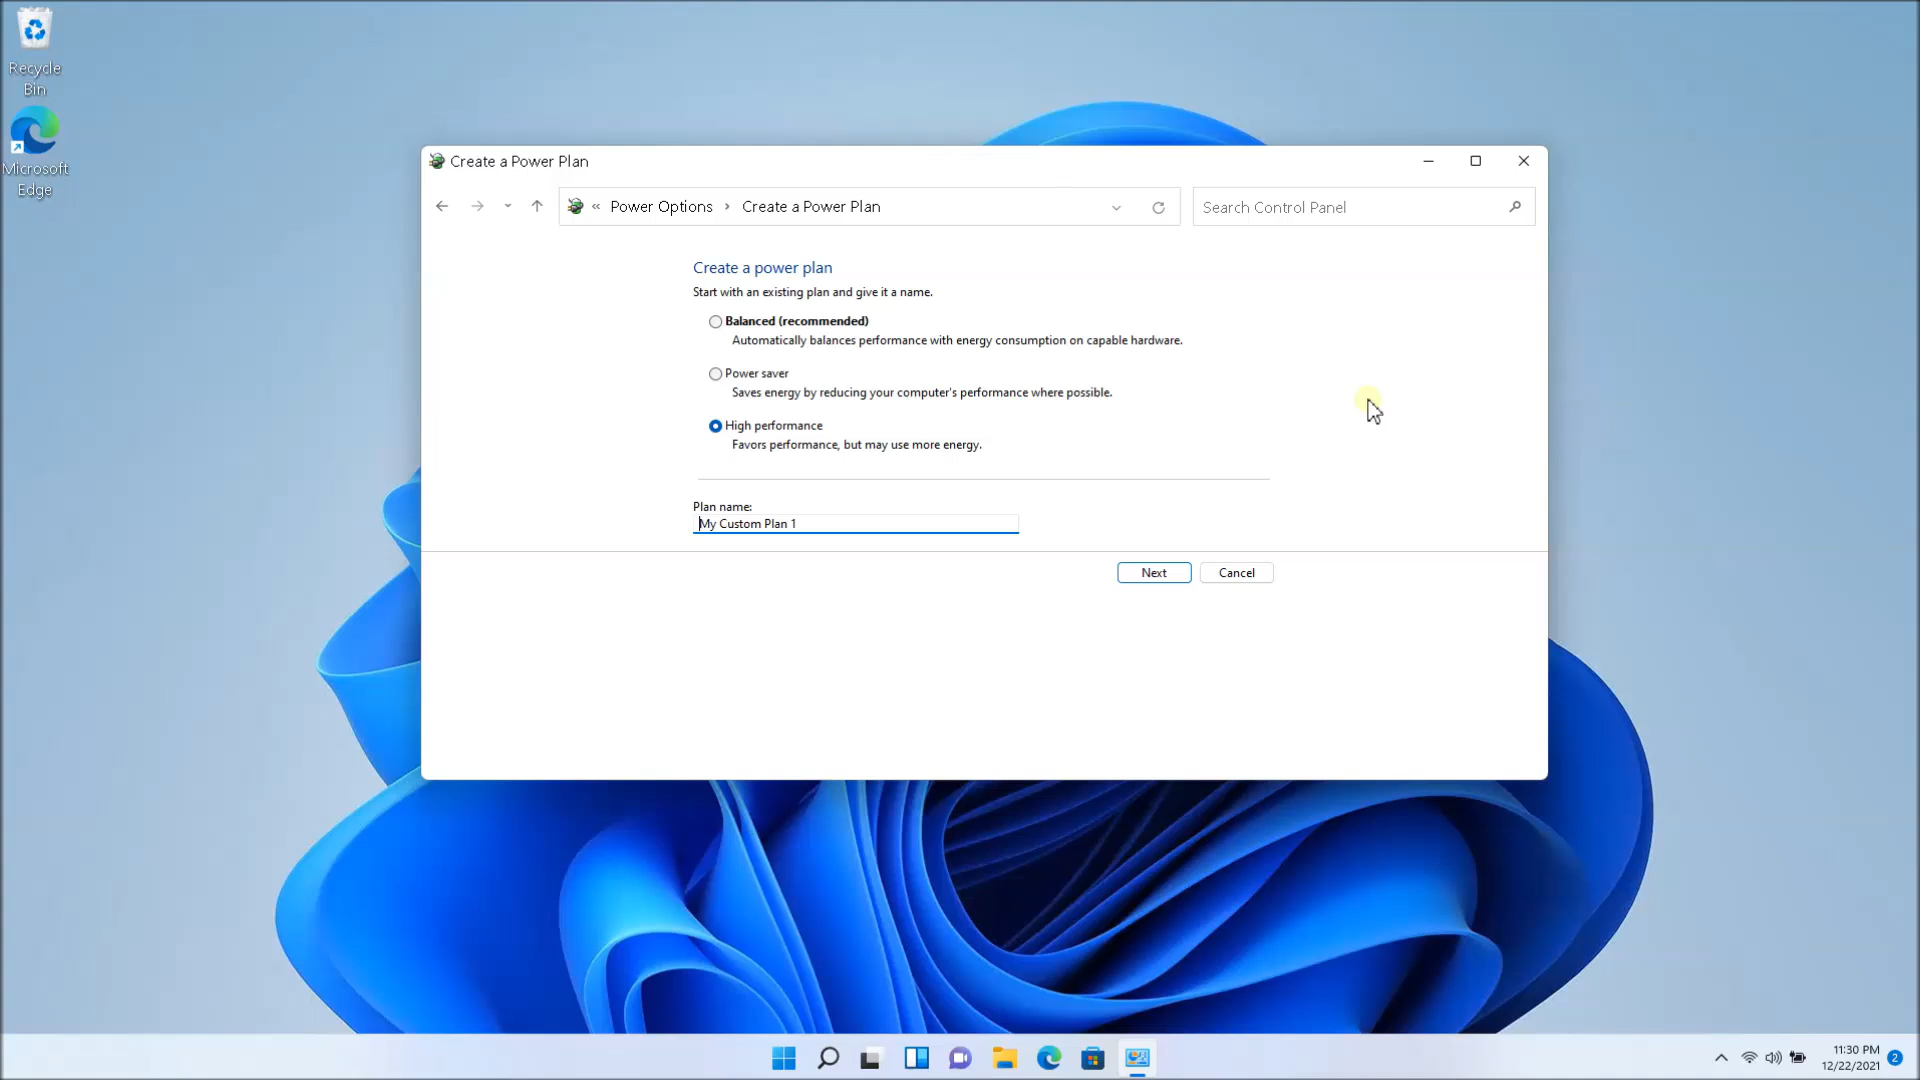 Recycle
Bin
Microsoft
Edge
Create a Power Plan
« Power Options › Create a Power Plan
Search Control Panel
Create a power plan
Start with an existing plan and give it a name.
Balanced (recommended)
Automatically balances performance with energy consumption on capable hardware.
Power saver
Saves energy by reducing your computer's performance where possible.
High performance
Favors performance, but may use more energy.
Plan name:
My Custom Plan 1
Next
Cancel
11:30 PM
12/22/2021
2